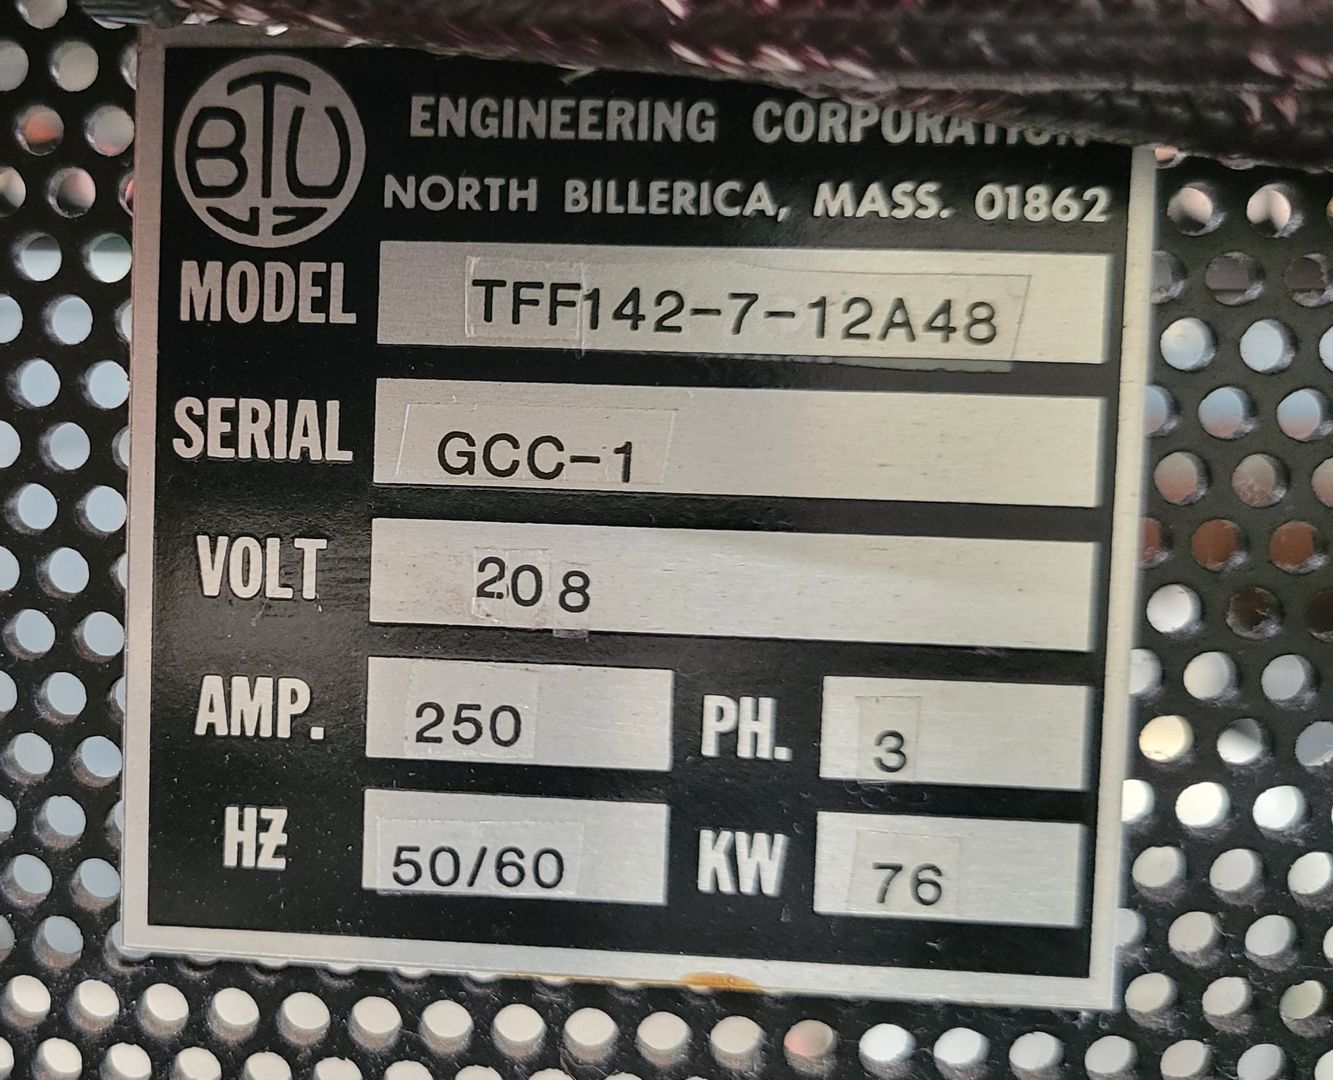 BTU ENGINEERING CORPORATION
NORTH BILLERICA, MASS. 01862
MODEL TFF142-7-12A48
SERIAL GCC-1
VOLT 208
AMP. 250 PH. 3
HZ 50/60 KW 76